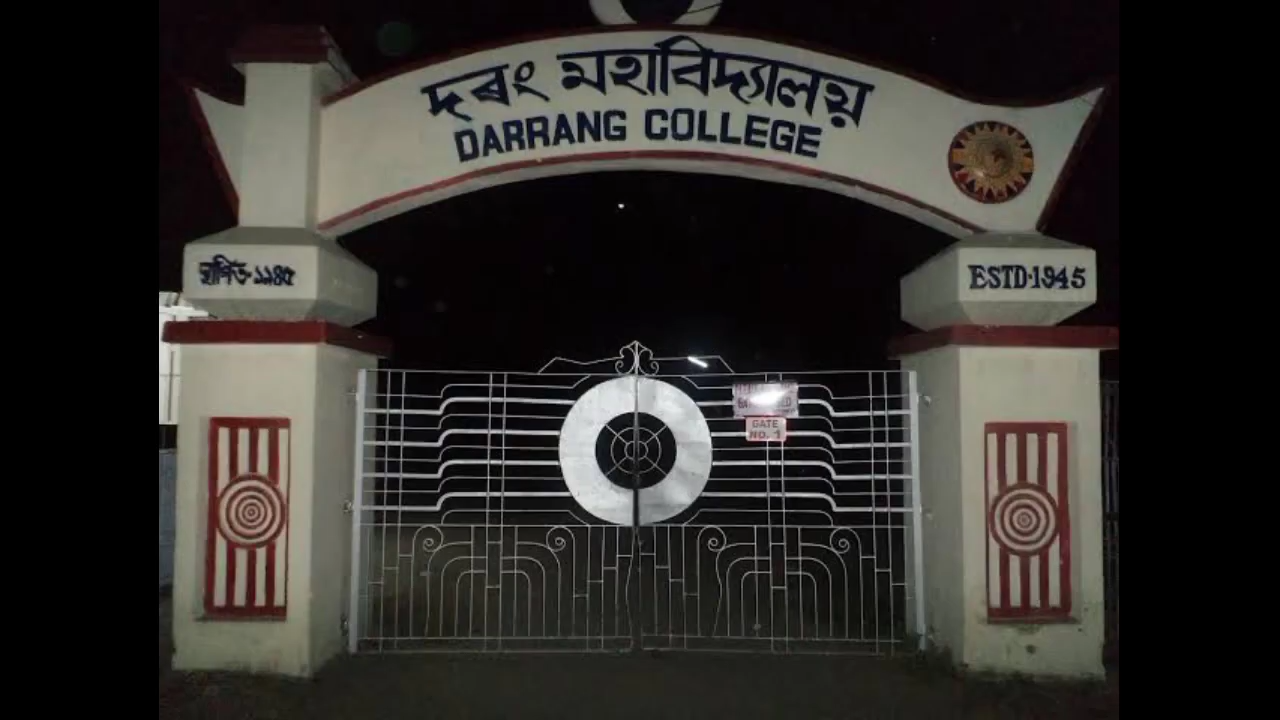 দৰং মহাবিদ্যালয়
DARRANG COLLEGE
স্থাপিত-১৯৪৫
ESTD·1945
GATE
NO. 1